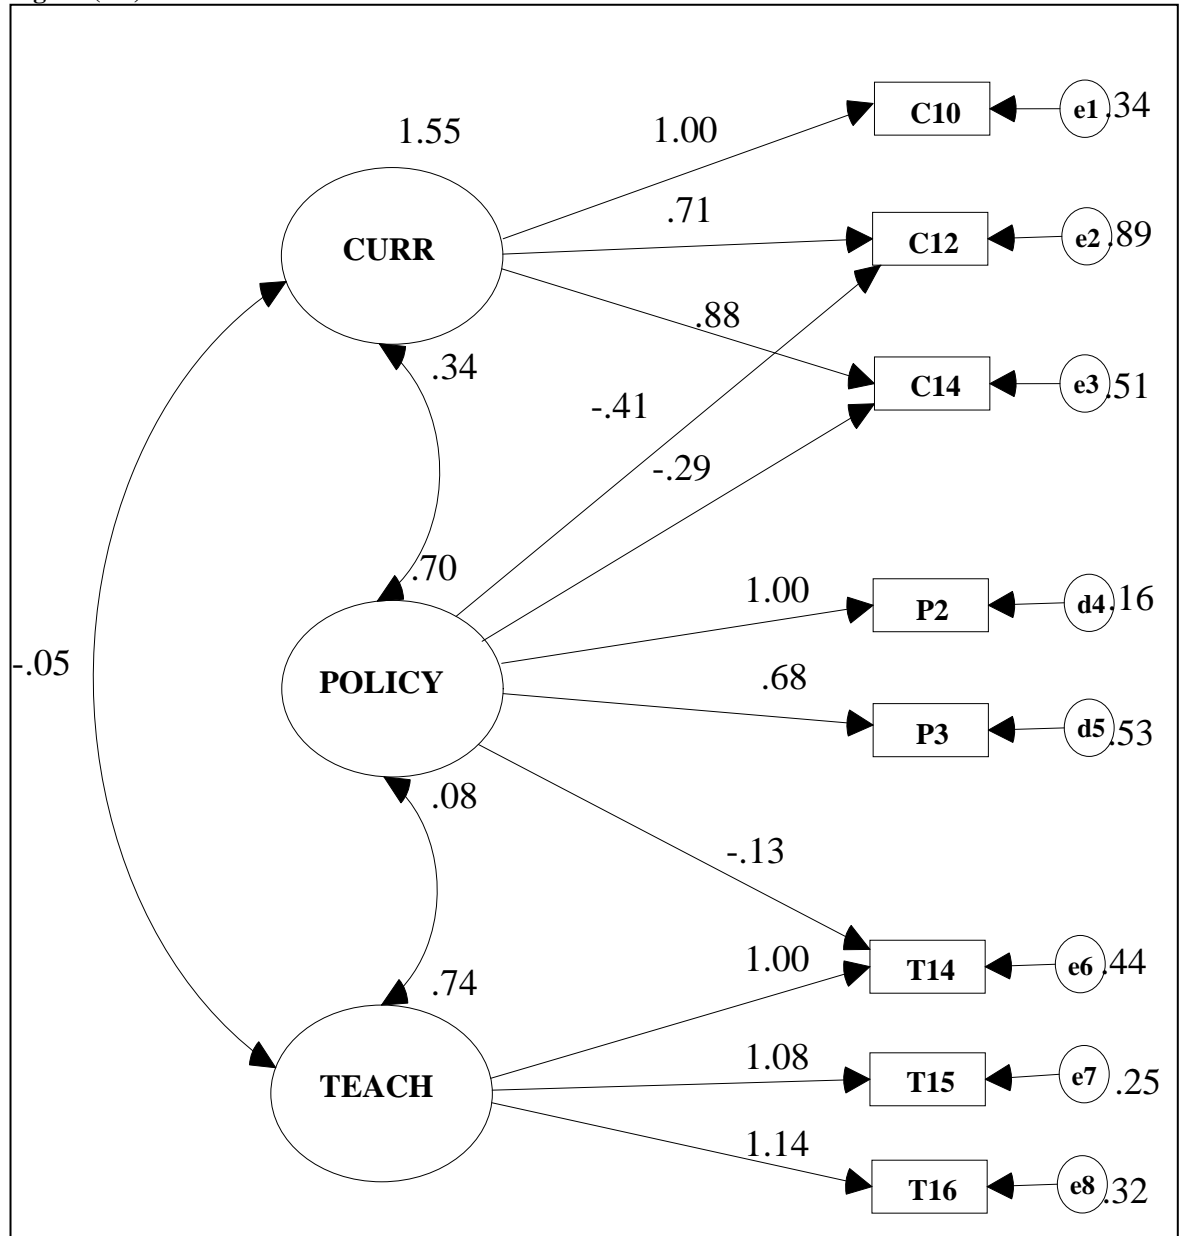 C10
e1
.34
1.55
1.00
.71
CURR
C12
e2
.89
.88
.34
C14
e3
.51
-.41
-.29
.70
1.00
P2
d4
.16
-.05
POLICY
.68
P3
d5
.53
.08
-.13
1.00
T14
e6
.44
.74
TEACH
1.08
T15
e7
.25
1.14
T16
e8
.32